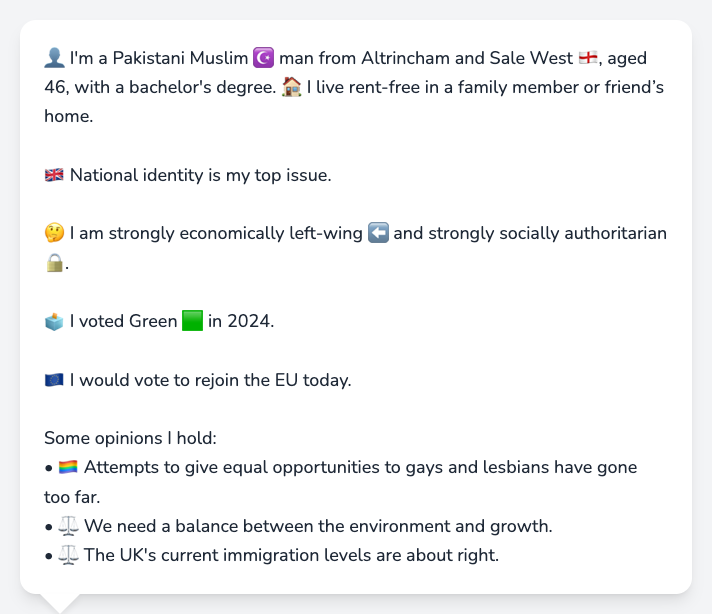 👤 I'm a Pakistani Muslim ☪️ man from Altrincham and Sale West 🏴󠁧󠁢󠁥󠁮󠁧󠁿, aged
46, with a bachelor's degree. 🏠 I live rent-free in a family member or friend’s
home.
🇬🇧 National identity is my top issue.
🤔 I am strongly economically left-wing ⬅️ and strongly socially authoritarian
🔒.
🗳️ I voted Green 🟩 in 2024.
🇪🇺 I would vote to rejoin the EU today.
Some opinions I hold:
• 🏳️‍🌈 Attempts to give equal opportunities to gays and lesbians have gone
too far.
• ⚖️ We need a balance between the environment and growth.
• ⚖️ The UK's current immigration levels are about right.